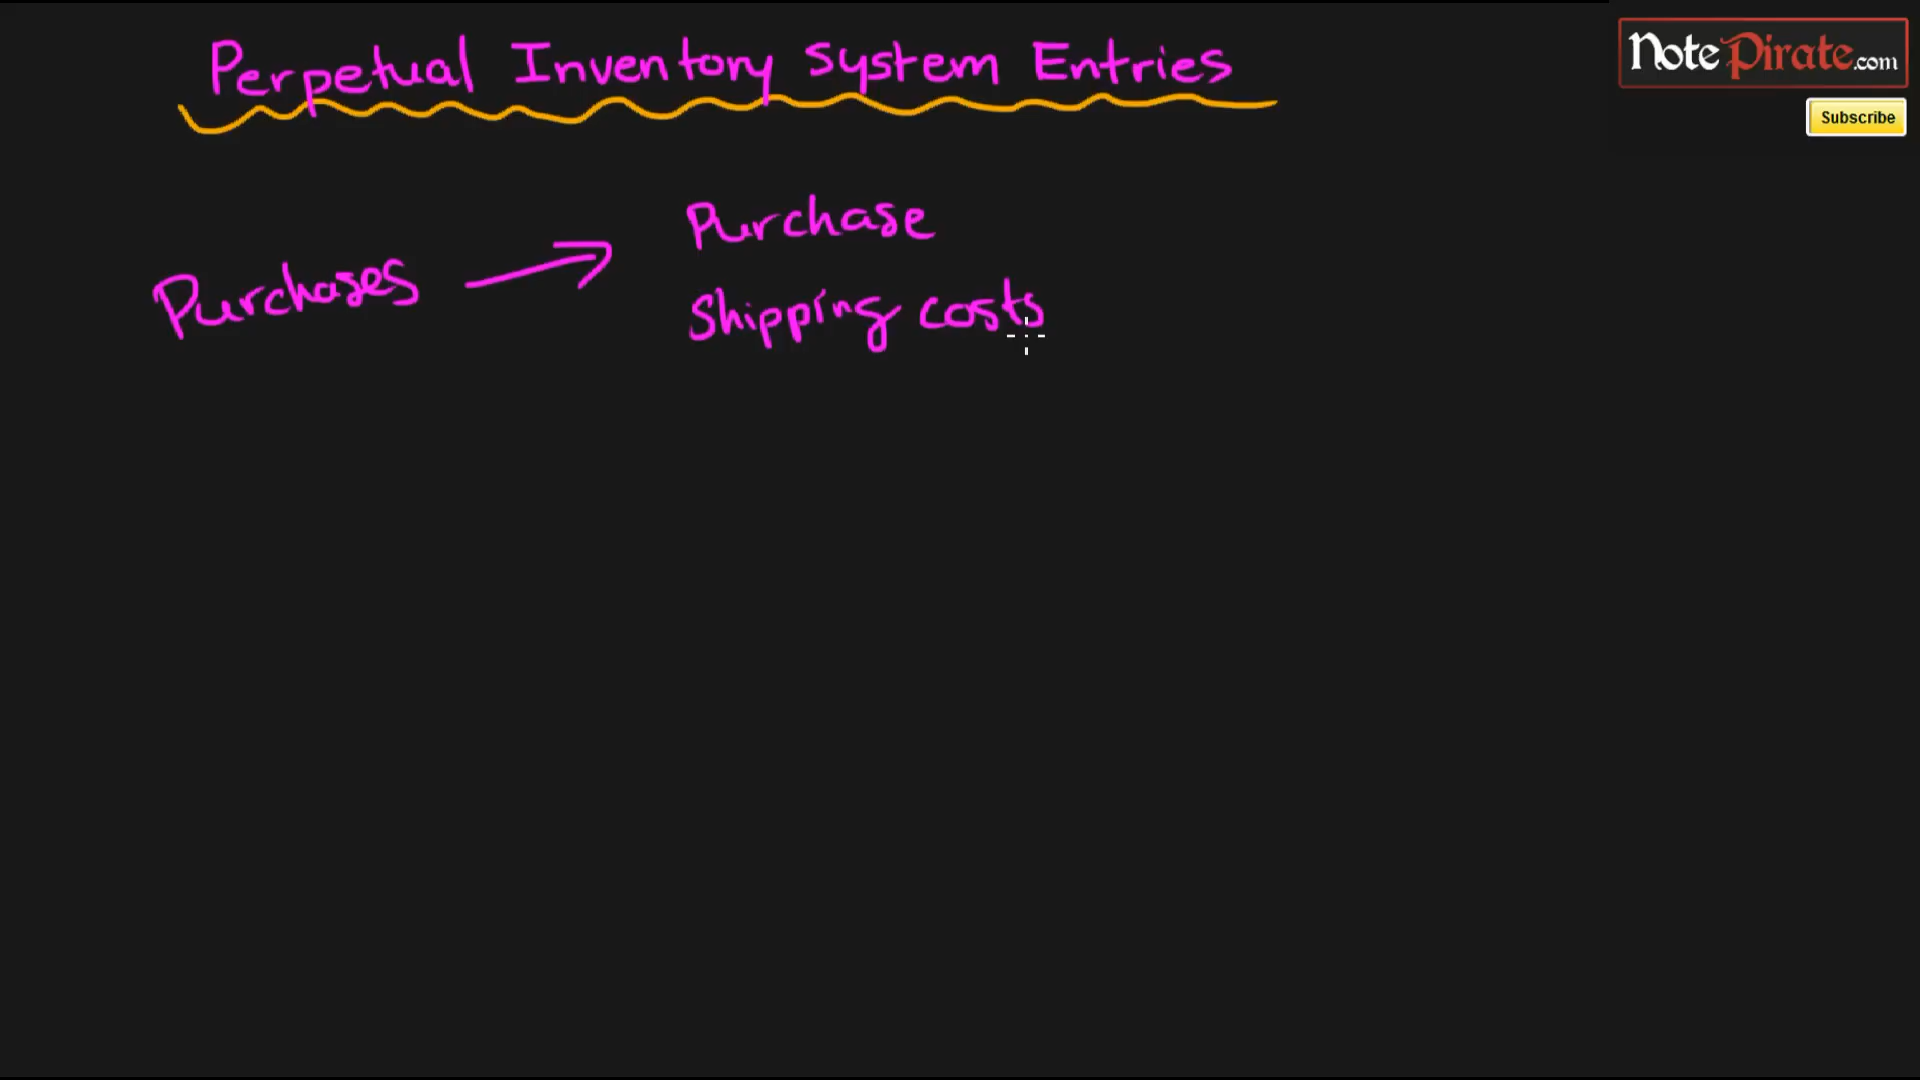 Perpetual Inventory System Entries
NotePirate.com
Subscribe
Purchases
Purchase
Shipping costs